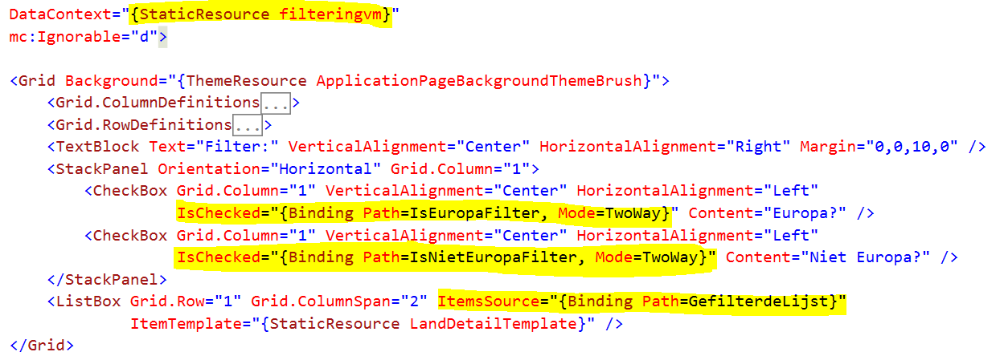 DataContext="{StaticResource filteringvm}"
mc:Ignorable="d">
<Grid Background="{ThemeResource ApplicationPageBackgroundThemeBrush}">
<Grid.ColumnDefinitions...>
<Grid.RowDefinitions...>
<TextBlock Text="Filter:" VerticalAlignment="Center" HorizontalAlignment="Right" Margin="0,0,10,0" />
<StackPanel Orientation="Horizontal" Grid.Column="1">
<CheckBox Grid.Column="1" VerticalAlignment="Center" HorizontalAlignment="Left"
IsChecked="{Binding Path=IsEuropaFilter, Mode=TwoWay}" Content="Europa?" />
<CheckBox Grid.Column="1" VerticalAlignment="Center" HorizontalAlignment="Left"
IsChecked="{Binding Path=IsNietEuropaFilter, Mode=TwoWay}" Content="Niet Europa?" />
</StackPanel>
<ListBox Grid.Row="1" Grid.ColumnSpan="2" ItemsSource="{Binding Path=GefilterdeLijst}"
ItemTemplate="{StaticResource LandDetailTemplate}" />
</Grid>